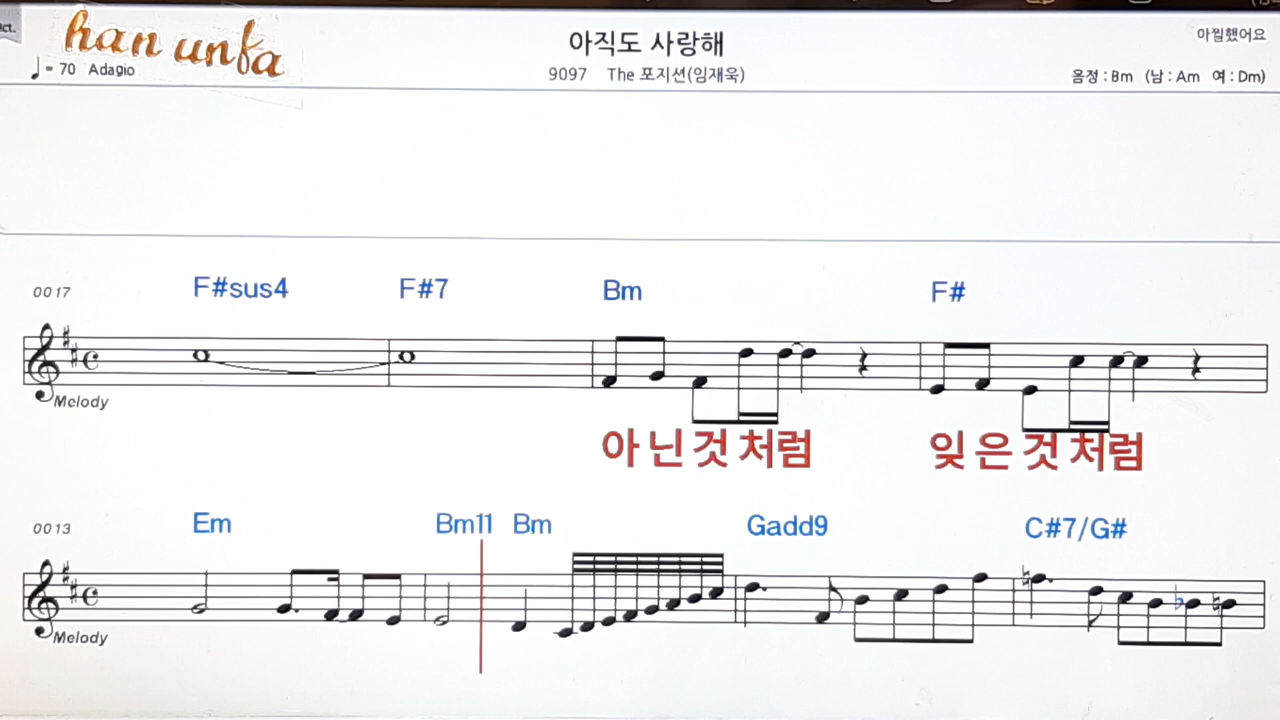 han unfa
아직도 사랑해
아찔했어요
♩= 70 Adagio
9097 The 포지션(임재욱)
음정 : Bm (남 : Am 여 : Dm)
0017
F#sus4 F#7 Bm F#
Melody
아 닌 것 처럼 잊 은 것 처럼
0013
Em Bm11 Bm Gadd9 C#7/G#
Melody